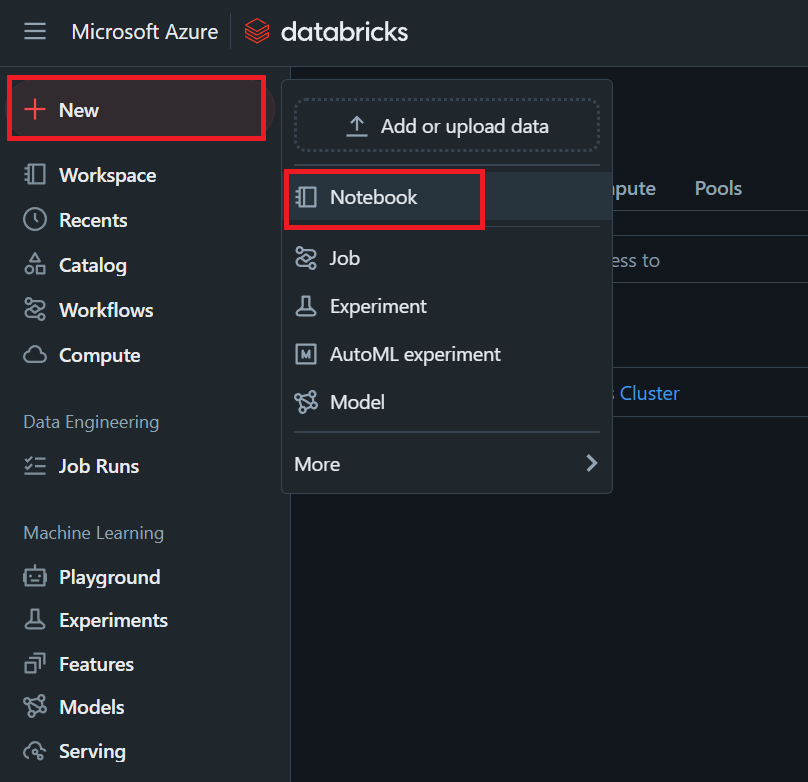 Microsoft Azure databricks
New
Workspace
Recents
Catalog
Workflows
Compute
Data Engineering
Job Runs
Machine Learning
Playground
Experiments
Features
Models
Serving
Add or upload data
Notebook
Job
Experiment
M AutoML experiment
Model
More
pute Pools
ess to
Cluster